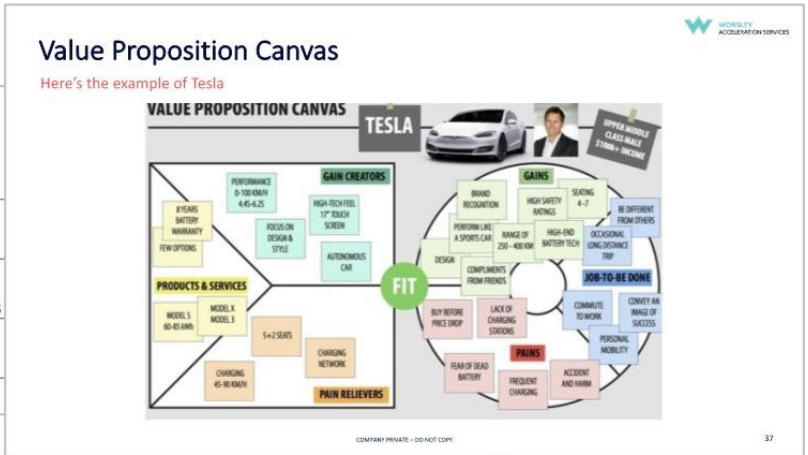 WORSLEY
ACCELERATION SERVICES
Value Proposition Canvas
Here's the example of Tesla
VALUE PROPOSITION CANVAS
TESLA
UPPER MIDDLE
CLASS MALE
$100k+ INCOME
GAIN CREATORS
PERFORMANCE
0-100 KM/H
4,45-6,25
HIGH-TECH FEEL
17" TOUCH
SCREEN
8 YEARS
BATTERY
WARRANTY
FEW OPTIONS
FOCUS ON
DESIGN &
STYLE
AUTONOMOUS
CAR
PRODUCTS & SERVICES
MODEL S
60-85 kWh
MODEL X
MODEL 3
5+2 SEATS
CHARGING
NETWORK
CHARGING
45-90 KM/H
PAIN RELIEVERS
FIT
GAINS
BRAND
RECOGNITION
HIGH SAFETY
RATINGS
SEATING
4-7
PERFORM LIKE
A SPORTS CAR
RANGE OF
250 - 400 KM
HIGH-END
BATTERY TECH
DESIGN
COMPLIMENTS
FROM FRIENDS
BE DIFFERENT
FROM OTHERS
OCCASIONAL
LONG DISTANCE
TRIP
JOB-TO-BE DONE
COMMUTE
TO WORK
CONVEY AN
IMAGE OF
SUCCESS
PERSONAL
MOBILITY
BUY BEFORE
PRICE DROP
LACK OF
CHARGING
STATIONS
PAINS
FEAR OF DEAD
BATTERY
FREQUENT
CHARGING
ACCIDENT
AND HARM
COMPANY PRIVATE – DO NOT COPY
37